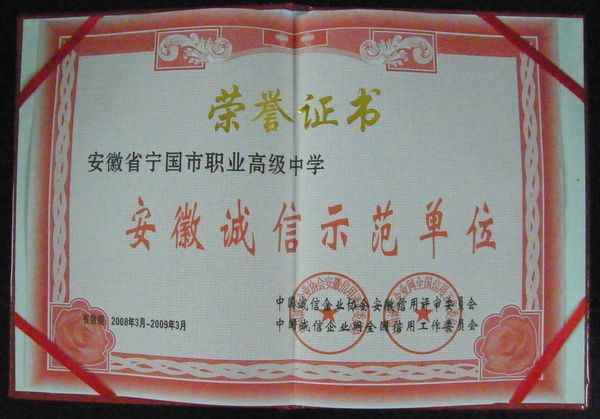 荣誉证书
安徽省宁国市职业高级中学
安徽诚信示范单位
中国诚信企业协会安徽信用评审委员会
中国诚信企业网全国信用工作委员会
有效期：2008年3月-2009年3月